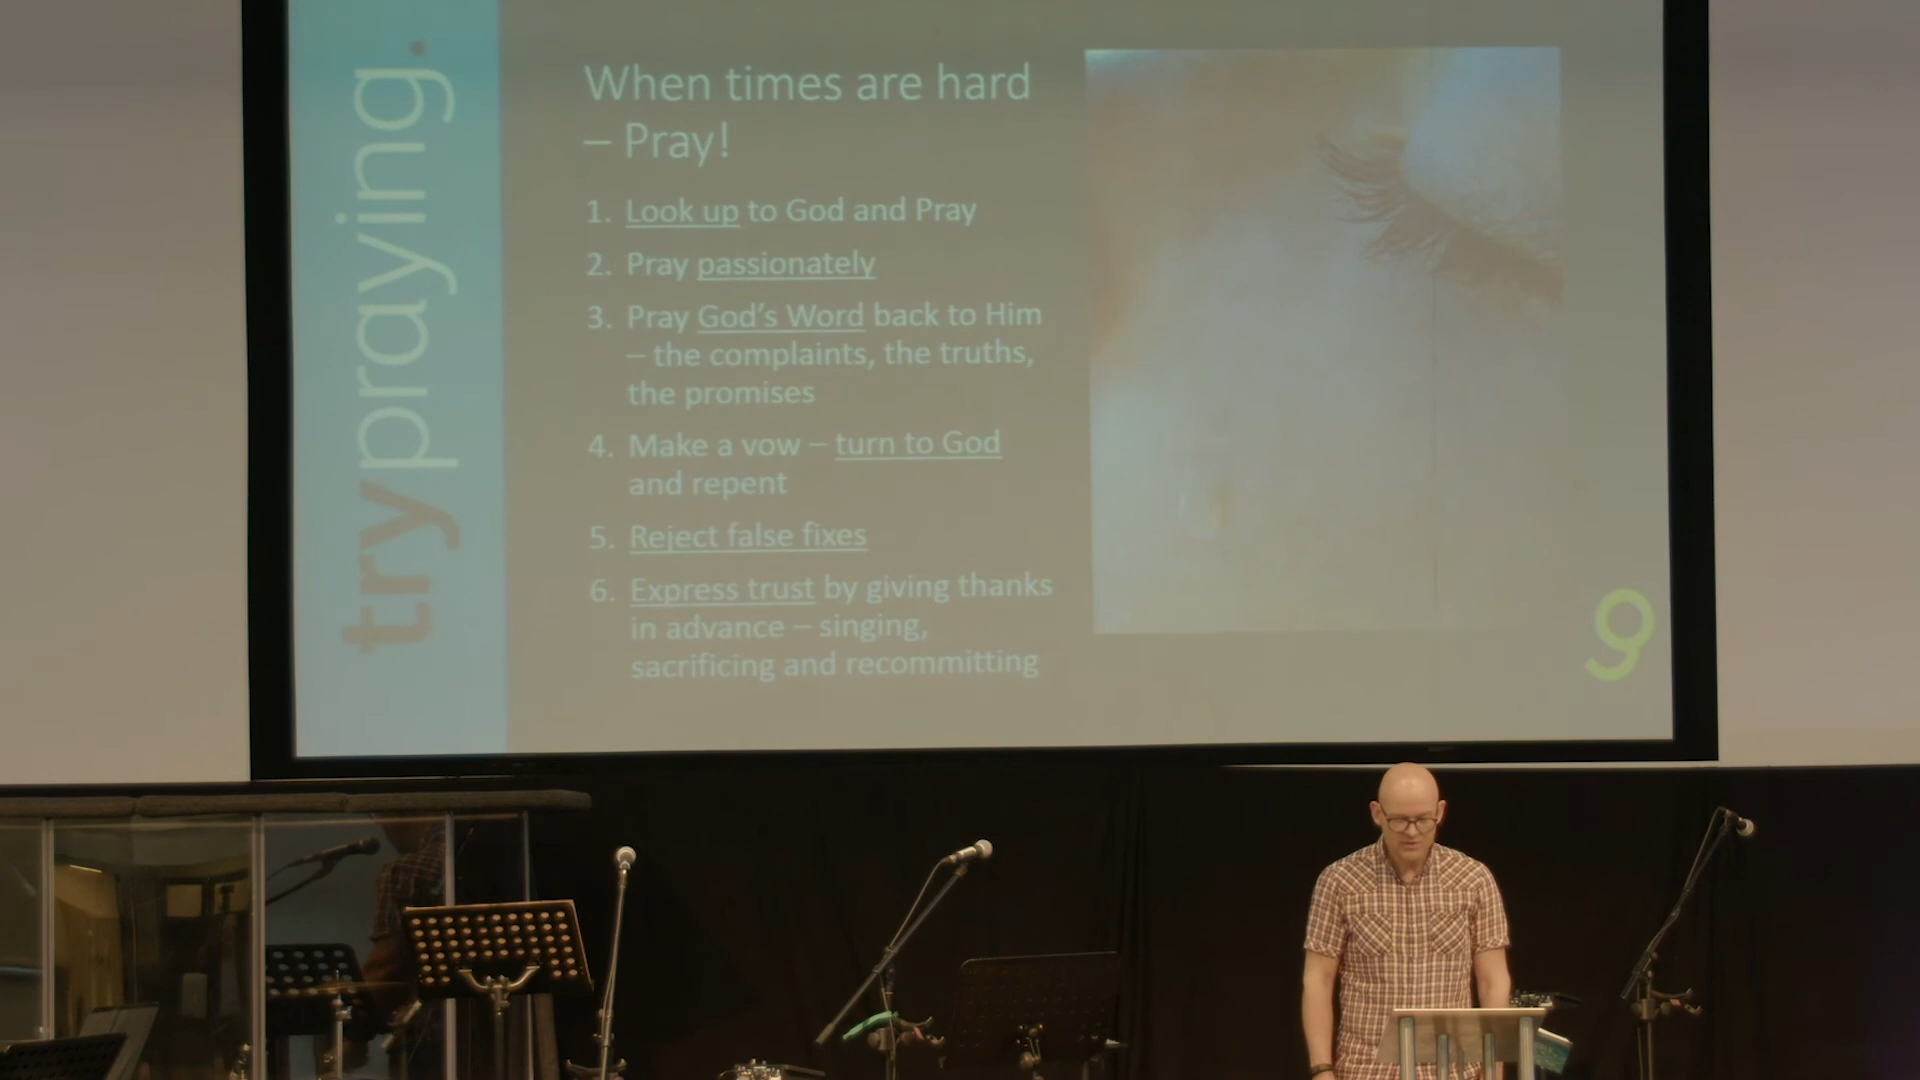 try praying.
When times are hard
– Pray!
1. Look up to God and Pray
2. Pray passionately
3. Pray God's Word back to Him
– the complaints, the truths,
the promises
4. Make a vow – turn to God
and repent
5. Reject false fixes
6. Express trust by giving thanks
in advance – singing,
sacrificing and recommitting